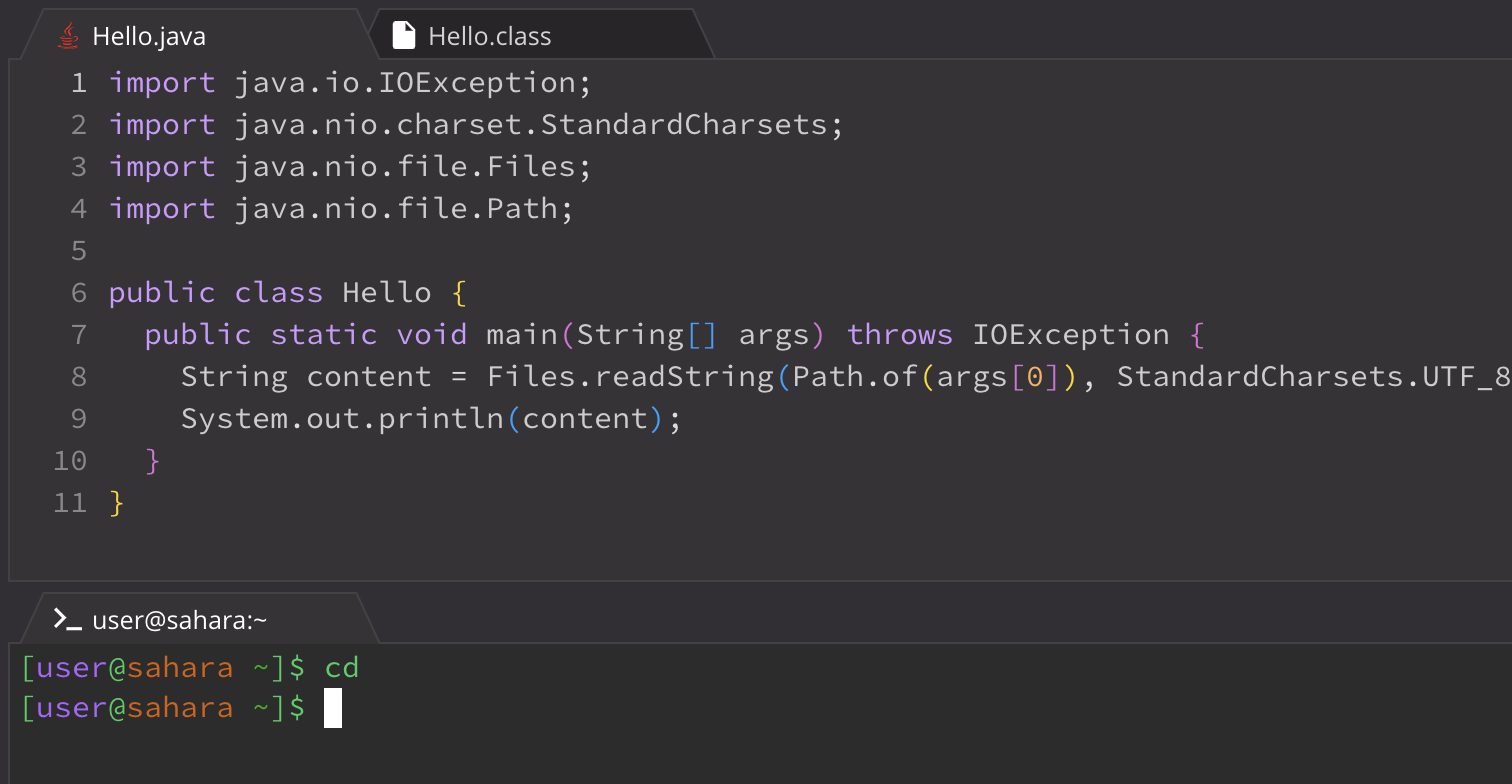 Hello.java
Hello.class
1 import java.io.IOException;
2 import java.nio.charset.StandardCharsets;
3 import java.nio.file.Files;
4 import java.nio.file.Path;
5
6 public class Hello {
7   public static void main(String[] args) throws IOException {
8     String content = Files.readString(Path.of(args[0]), StandardCharsets.UTF_8
9     System.out.println(content);
10   }
11 }
user@sahara:~
[user@sahara ~]$ cd
[user@sahara ~]$